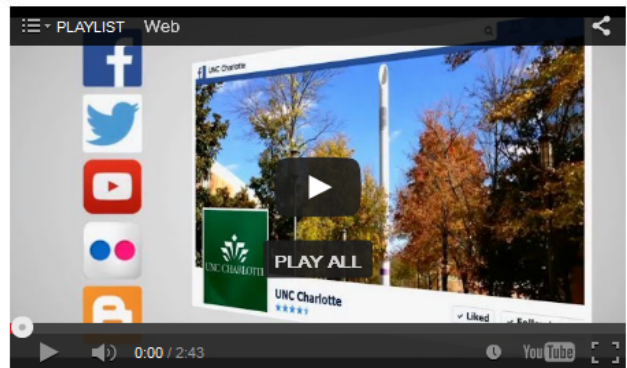 PLAYLIST Web
UNC Charlotte
UNC CHARLOTTE
PLAY ALL
UNC Charlotte
Liked
0:00 / 2:43
YouTube